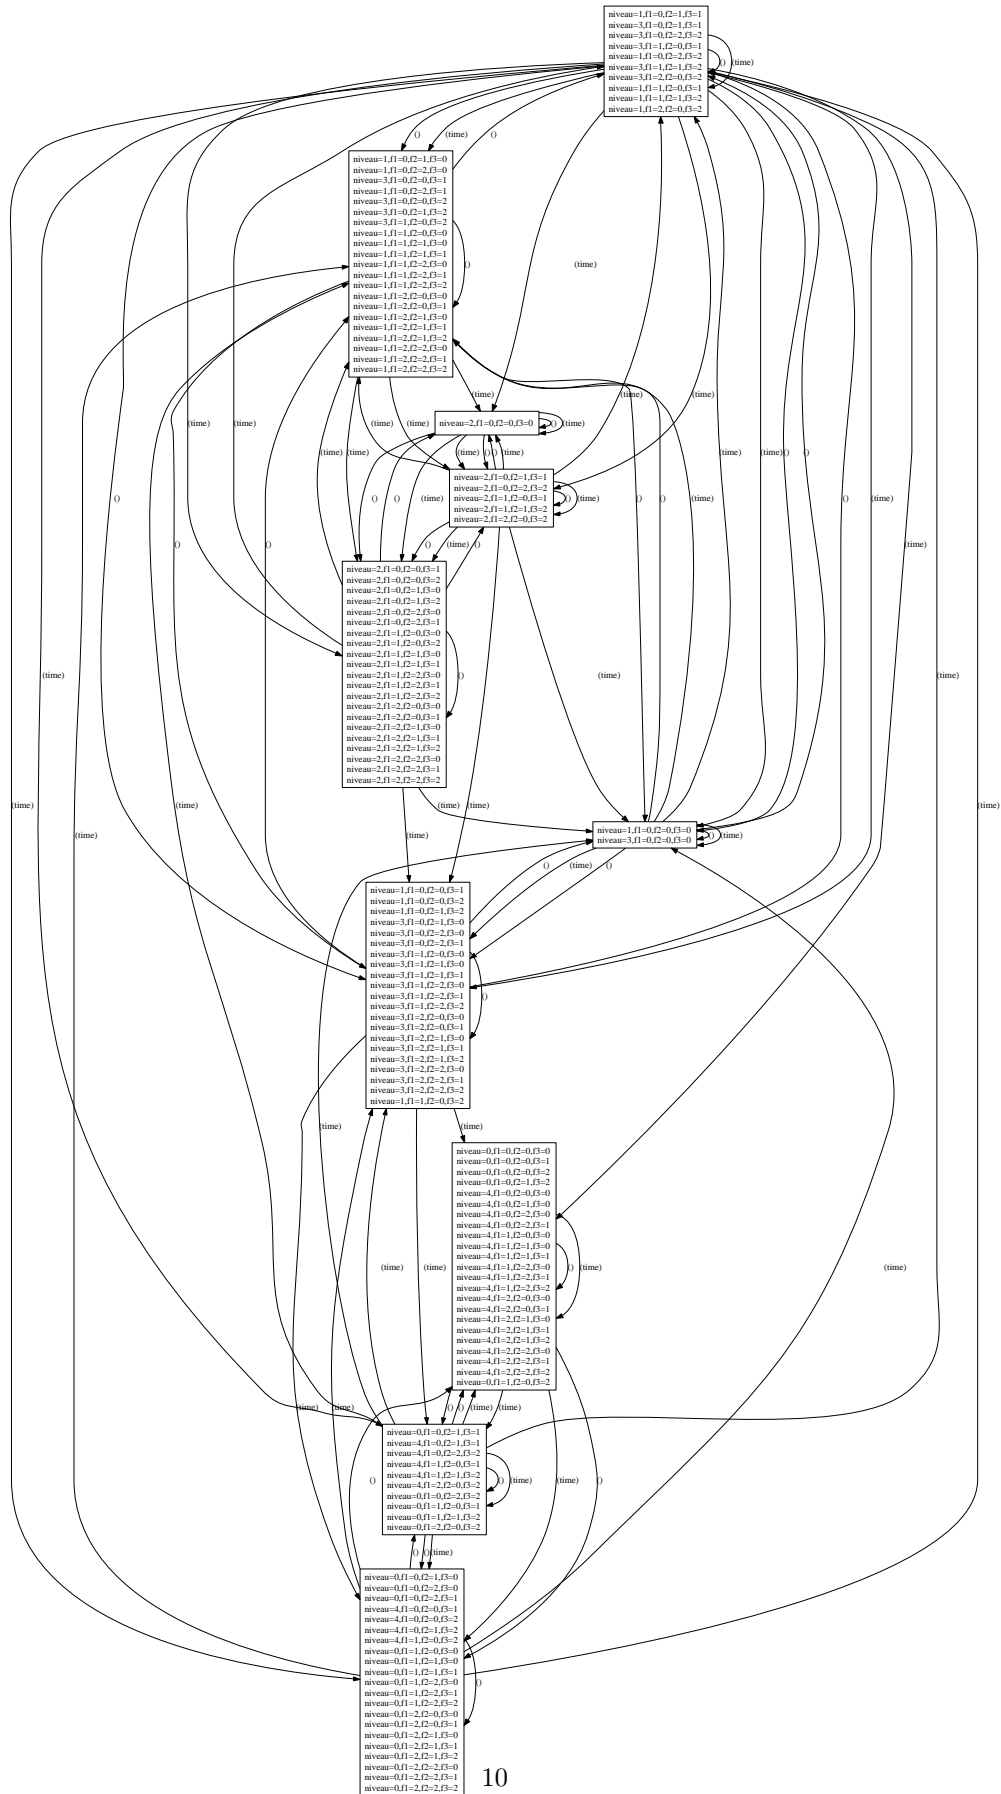 niveau=1,f1=0,f2=1,f3=1
niveau=3,f1=0,f2=1,f3=1
niveau=3,f1=0,f2=2,f3=2
niveau=3,f1=1,f2=0,f3=1
niveau=1,f1=0,f2=2,f3=2
niveau=3,f1=1,f2=1,f3=2
niveau=3,f1=2,f2=0,f3=2
niveau=1,f1=1,f2=0,f3=1
niveau=1,f1=1,f2=1,f3=2
niveau=1,f1=2,f2=0,f3=2
()
(time)
()
(time)
()
niveau=1,f1=0,f2=1,f3=0
niveau=1,f1=0,f2=2,f3=0
niveau=3,f1=0,f2=0,f3=1
niveau=1,f1=0,f2=2,f3=1
niveau=3,f1=0,f2=0,f3=2
niveau=3,f1=0,f2=1,f3=2
niveau=3,f1=1,f2=0,f3=2
niveau=1,f1=1,f2=0,f3=0
niveau=1,f1=1,f2=1,f3=0
niveau=1,f1=1,f2=1,f3=1
niveau=1,f1=1,f2=2,f3=0
niveau=1,f1=1,f2=2,f3=1
niveau=1,f1=1,f2=2,f3=2
niveau=1,f1=2,f2=0,f3=0
niveau=1,f1=2,f2=0,f3=1
niveau=1,f1=2,f2=1,f3=0
niveau=1,f1=2,f2=1,f3=1
niveau=1,f1=2,f2=1,f3=2
niveau=1,f1=2,f2=2,f3=0
niveau=1,f1=2,f2=2,f3=1
niveau=1,f1=2,f2=2,f3=2
()
(time)
(time)
(time)
(time)
niveau=2,f1=0,f2=0,f3=0
()
(time)
(time)
(time)
(time)
(time)
(time)
(time)
()
()
(time)
(time)
()
(time)
()
(time)
niveau=2,f1=0,f2=1,f3=1
niveau=2,f1=0,f2=2,f3=2
niveau=2,f1=1,f2=0,f3=1
niveau=2,f1=1,f2=1,f3=2
niveau=2,f1=2,f2=0,f3=2
()
(time)
()
()
()
(time)
()
()
(time)
()
(time)
()
()
()
(time)
()
(time)
()
(time)
niveau=2,f1=0,f2=0,f3=1
niveau=2,f1=0,f2=0,f3=2
niveau=2,f1=0,f2=1,f3=0
niveau=2,f1=0,f2=1,f3=2
niveau=2,f1=0,f2=2,f3=0
niveau=2,f1=0,f2=2,f3=1
niveau=2,f1=1,f2=0,f3=0
niveau=2,f1=1,f2=0,f3=2
niveau=2,f1=1,f2=1,f3=0
niveau=2,f1=1,f2=1,f3=1
niveau=2,f1=1,f2=2,f3=0
niveau=2,f1=1,f2=2,f3=1
niveau=2,f1=1,f2=2,f3=2
niveau=2,f1=2,f2=0,f3=0
niveau=2,f1=2,f2=0,f3=1
niveau=2,f1=2,f2=1,f3=0
niveau=2,f1=2,f2=1,f3=1
niveau=2,f1=2,f2=1,f3=2
niveau=2,f1=2,f2=2,f3=0
niveau=2,f1=2,f2=2,f3=1
niveau=2,f1=2,f2=2,f3=2
(time)
()
(time)
(time)
(time)
(time)
(time)
(time)
(time)
(time)
(time)
(time)
niveau=1,f1=0,f2=0,f3=0
niveau=3,f1=0,f2=0,f3=0
()
(time)
()
(time)
()
niveau=1,f1=0,f2=0,f3=1
niveau=1,f1=0,f2=0,f3=2
niveau=1,f1=0,f2=1,f3=2
niveau=3,f1=0,f2=1,f3=0
niveau=3,f1=0,f2=2,f3=0
niveau=3,f1=0,f2=2,f3=1
niveau=3,f1=1,f2=0,f3=0
niveau=3,f1=1,f2=1,f3=0
niveau=3,f1=1,f2=1,f3=1
niveau=3,f1=1,f2=2,f3=0
niveau=3,f1=1,f2=2,f3=1
niveau=3,f1=1,f2=2,f3=2
niveau=3,f1=2,f2=0,f3=0
niveau=3,f1=2,f2=0,f3=1
niveau=3,f1=2,f2=1,f3=0
niveau=3,f1=2,f2=1,f3=1
niveau=3,f1=2,f2=1,f3=2
niveau=3,f1=2,f2=2,f3=0
niveau=3,f1=2,f2=2,f3=1
niveau=3,f1=2,f2=2,f3=2
niveau=1,f1=1,f2=0,f3=2
()
(time)
(time)
(time)
(time)
(time)
niveau=0,f1=0,f2=0,f3=0
niveau=0,f1=0,f2=0,f3=1
niveau=0,f1=0,f2=0,f3=2
niveau=0,f1=0,f2=1,f3=2
niveau=4,f1=0,f2=0,f3=0
niveau=4,f1=0,f2=1,f3=0
niveau=4,f1=0,f2=2,f3=0
niveau=4,f1=0,f2=2,f3=1
niveau=4,f1=1,f2=0,f3=0
niveau=4,f1=1,f2=1,f3=0
niveau=4,f1=1,f2=1,f3=1
niveau=4,f1=1,f2=2,f3=0
niveau=4,f1=1,f2=2,f3=1
niveau=4,f1=1,f2=2,f3=2
niveau=4,f1=2,f2=0,f3=0
niveau=4,f1=2,f2=0,f3=1
niveau=4,f1=2,f2=1,f3=0
niveau=4,f1=2,f2=1,f3=1
niveau=4,f1=2,f2=1,f3=2
niveau=4,f1=2,f2=2,f3=0
niveau=4,f1=2,f2=2,f3=1
niveau=4,f1=2,f2=2,f3=2
niveau=0,f1=1,f2=0,f3=2
()
(time)
(time)
(time)
()
()
(time)
(time)
niveau=0,f1=0,f2=1,f3=1
niveau=4,f1=0,f2=1,f3=1
niveau=4,f1=0,f2=2,f3=2
niveau=4,f1=1,f2=0,f3=1
niveau=4,f1=1,f2=1,f3=2
niveau=4,f1=2,f2=0,f3=2
niveau=0,f1=0,f2=2,f3=2
niveau=0,f1=1,f2=0,f3=1
niveau=0,f1=1,f2=1,f3=2
niveau=0,f1=2,f2=0,f3=2
()
()
(time)
(time)
()
()
()
(time)
niveau=0,f1=0,f2=1,f3=0
niveau=0,f1=0,f2=2,f3=0
niveau=0,f1=0,f2=2,f3=1
niveau=4,f1=0,f2=0,f3=1
niveau=4,f1=0,f2=0,f3=2
niveau=4,f1=0,f2=1,f3=2
niveau=4,f1=1,f2=0,f3=2
niveau=0,f1=1,f2=0,f3=0
niveau=0,f1=1,f2=1,f3=0
niveau=0,f1=1,f2=1,f3=1
niveau=0,f1=1,f2=2,f3=0
niveau=0,f1=1,f2=2,f3=1
niveau=0,f1=1,f2=2,f3=2
niveau=0,f1=2,f2=0,f3=0
niveau=0,f1=2,f2=0,f3=1
niveau=0,f1=2,f2=1,f3=0
niveau=0,f1=2,f2=1,f3=1
niveau=0,f1=2,f2=1,f3=2
niveau=0,f1=2,f2=2,f3=0
niveau=0,f1=2,f2=2,f3=1
niveau=0,f1=2,f2=2,f3=2
()
10